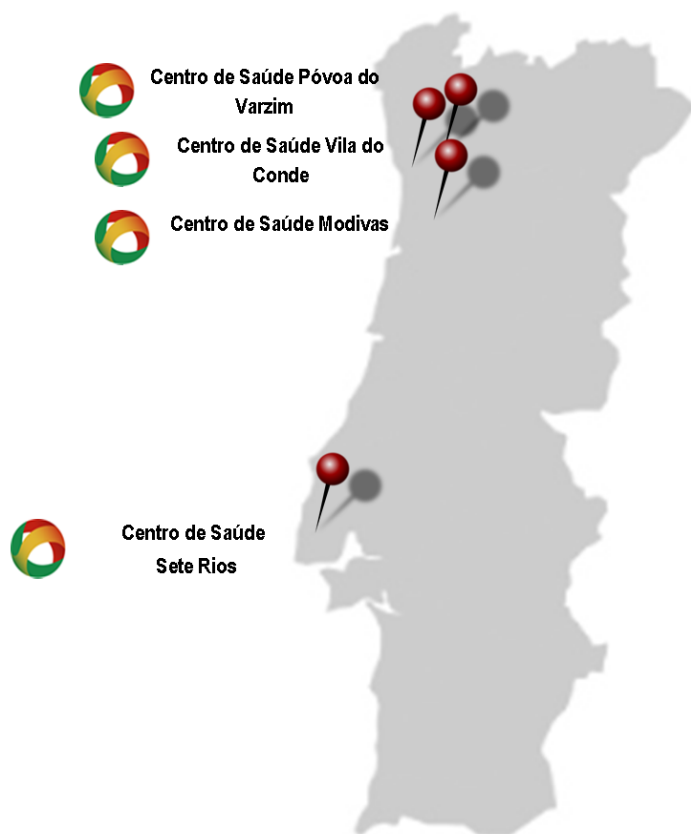 Centro de Saúde Póvoa do
Varzim
Centro de Saúde Vila do
Conde
Centro de Saúde Modivas
Centro de Saúde
Sete Rios